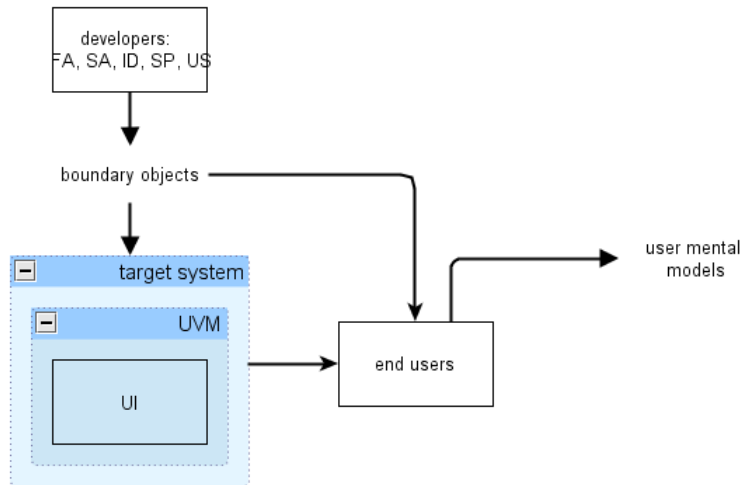 developers:
FA, SA, ID, SP, US
boundary objects
target system
UVM
UI
end users
user mental
models